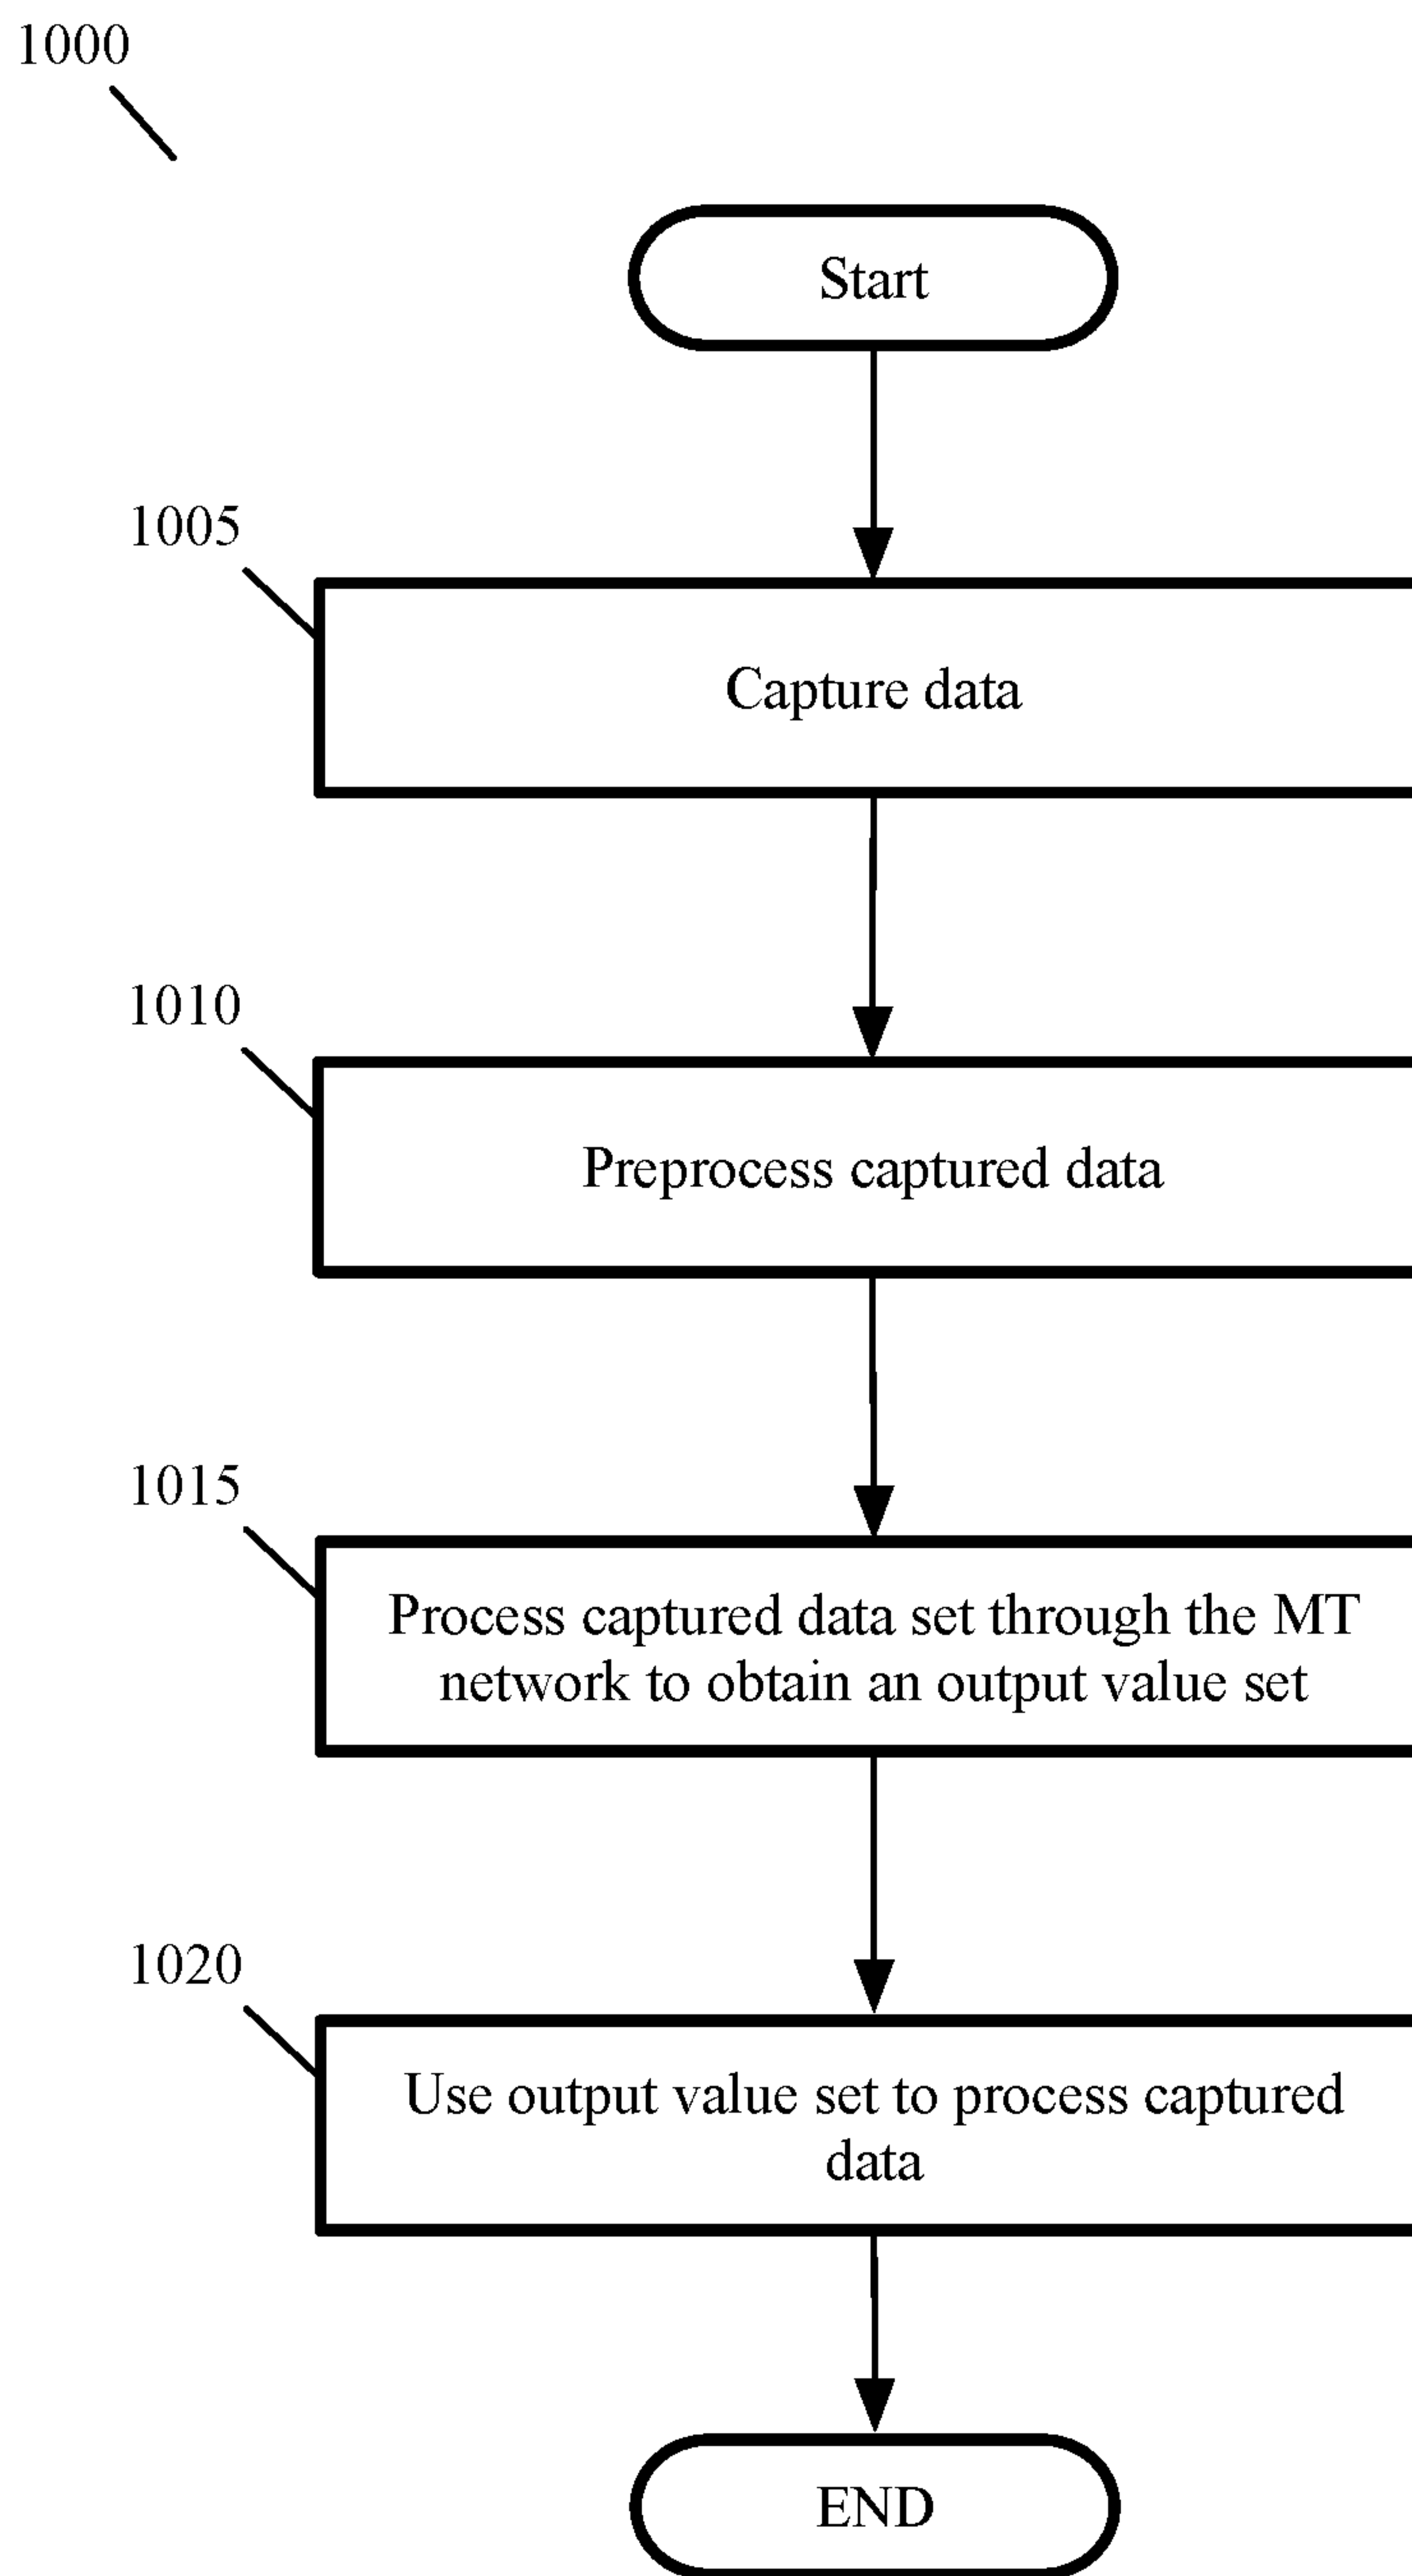 1000
Start
1005
Capture data
1010
Preprocess captured data
1015
Process captured data set through the MT
network to obtain an output value set
1020
Use output value set to process captured
data
END